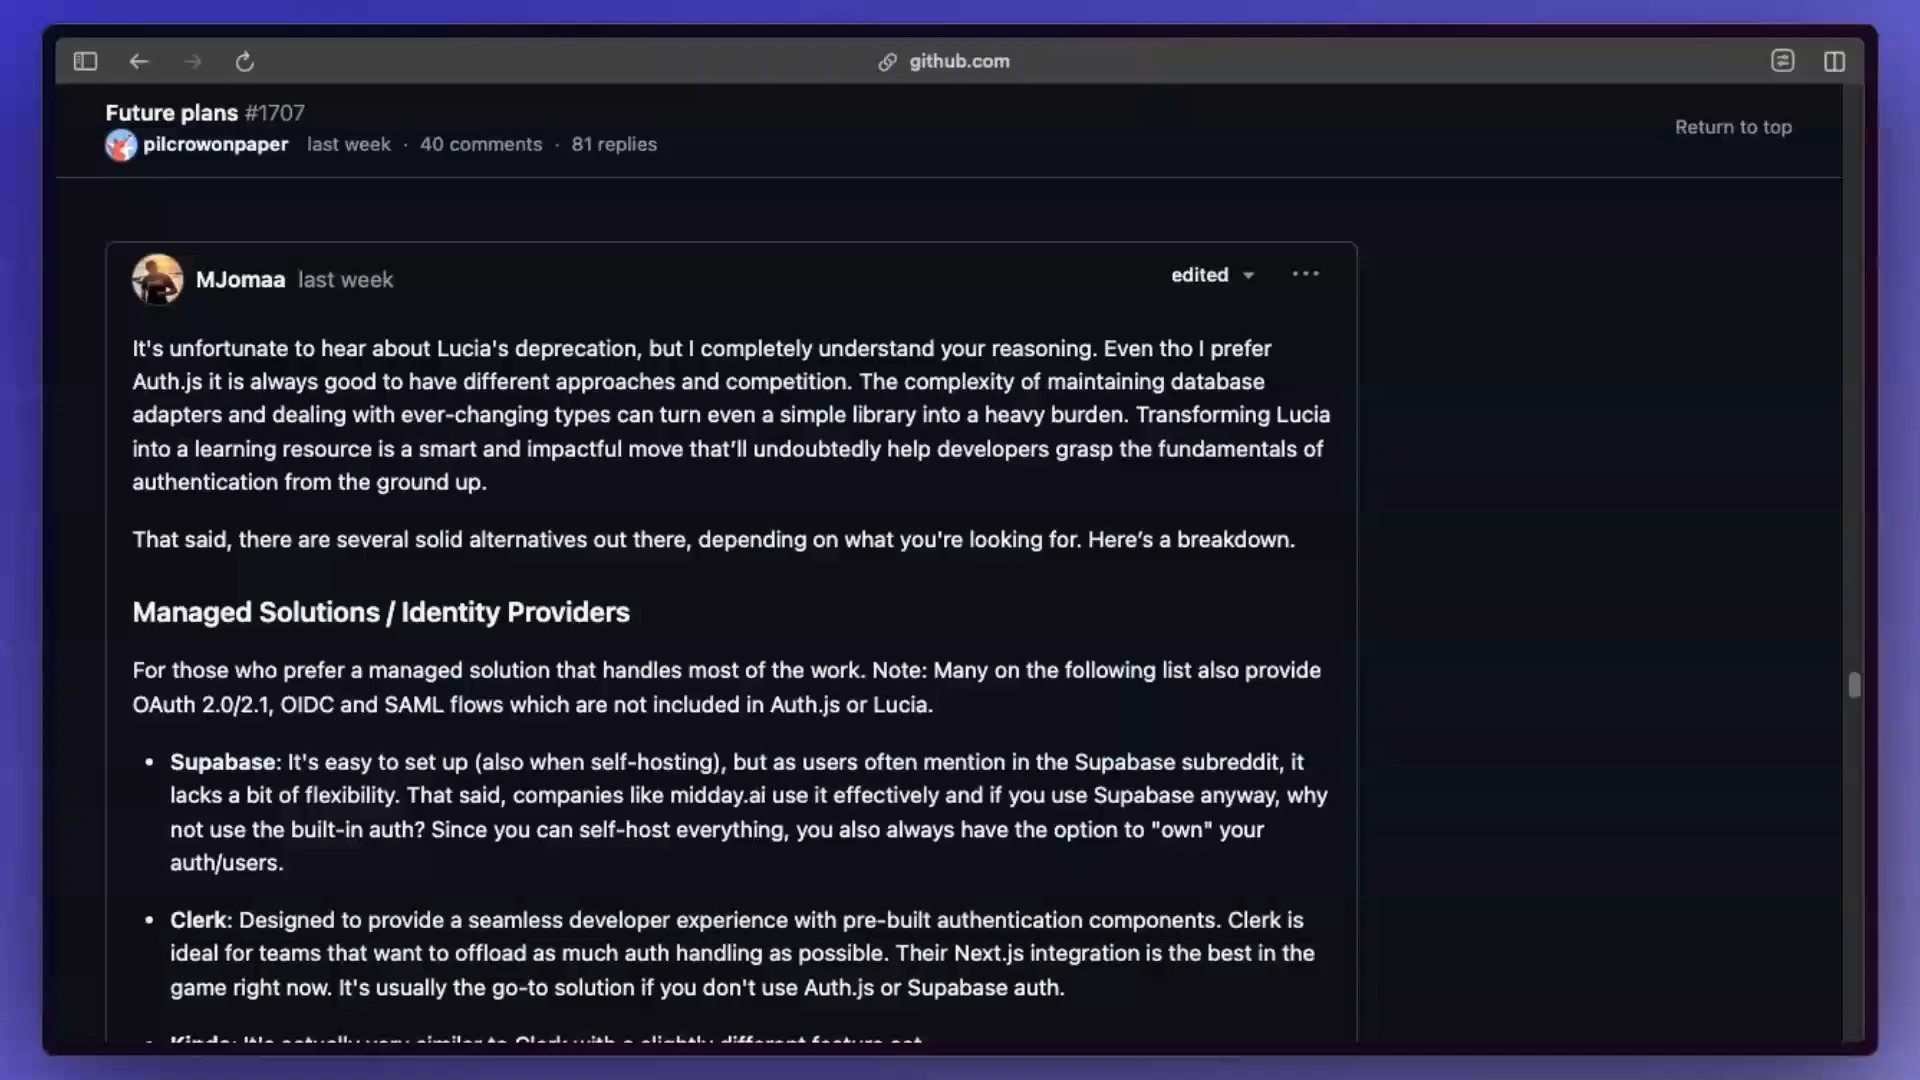 github.com
Future plans #1707
pilcrowonpaper last week · 40 comments · 81 replies
Return to top
MJomaa last week
edited
It's unfortunate to hear about Lucia's deprecation, but I completely understand your reasoning. Even tho I prefer
Auth.js it is always good to have different approaches and competition. The complexity of maintaining database
adapters and dealing with ever-changing types can turn even a simple library into a heavy burden. Transforming Lucia
into a learning resource is a smart and impactful move that’ll undoubtedly help developers grasp the fundamentals of
authentication from the ground up.
That said, there are several solid alternatives out there, depending on what you're looking for. Here’s a breakdown.
Managed Solutions / Identity Providers
For those who prefer a managed solution that handles most of the work. Note: Many on the following list also provide
OAuth 2.0/2.1, OIDC and SAML flows which are not included in Auth.js or Lucia.
• Supabase: It's easy to set up (also when self-hosting), but as users often mention in the Supabase subreddit, it
lacks a bit of flexibility. That said, companies like midday.ai use it effectively and if you use Supabase anyway, why
not use the built-in auth? Since you can self-host everything, you also always have the option to "own" your
auth/users.
• Clerk: Designed to provide a seamless developer experience with pre-built authentication components. Clerk is
ideal for teams that want to offload as much auth handling as possible. Their Next.js integration is the best in the
game right now. It's usually the go-to solution if you don't use Auth.js or Supabase auth.
• Kinde: It's actually very similar to Clerk with a slightly different feature set.